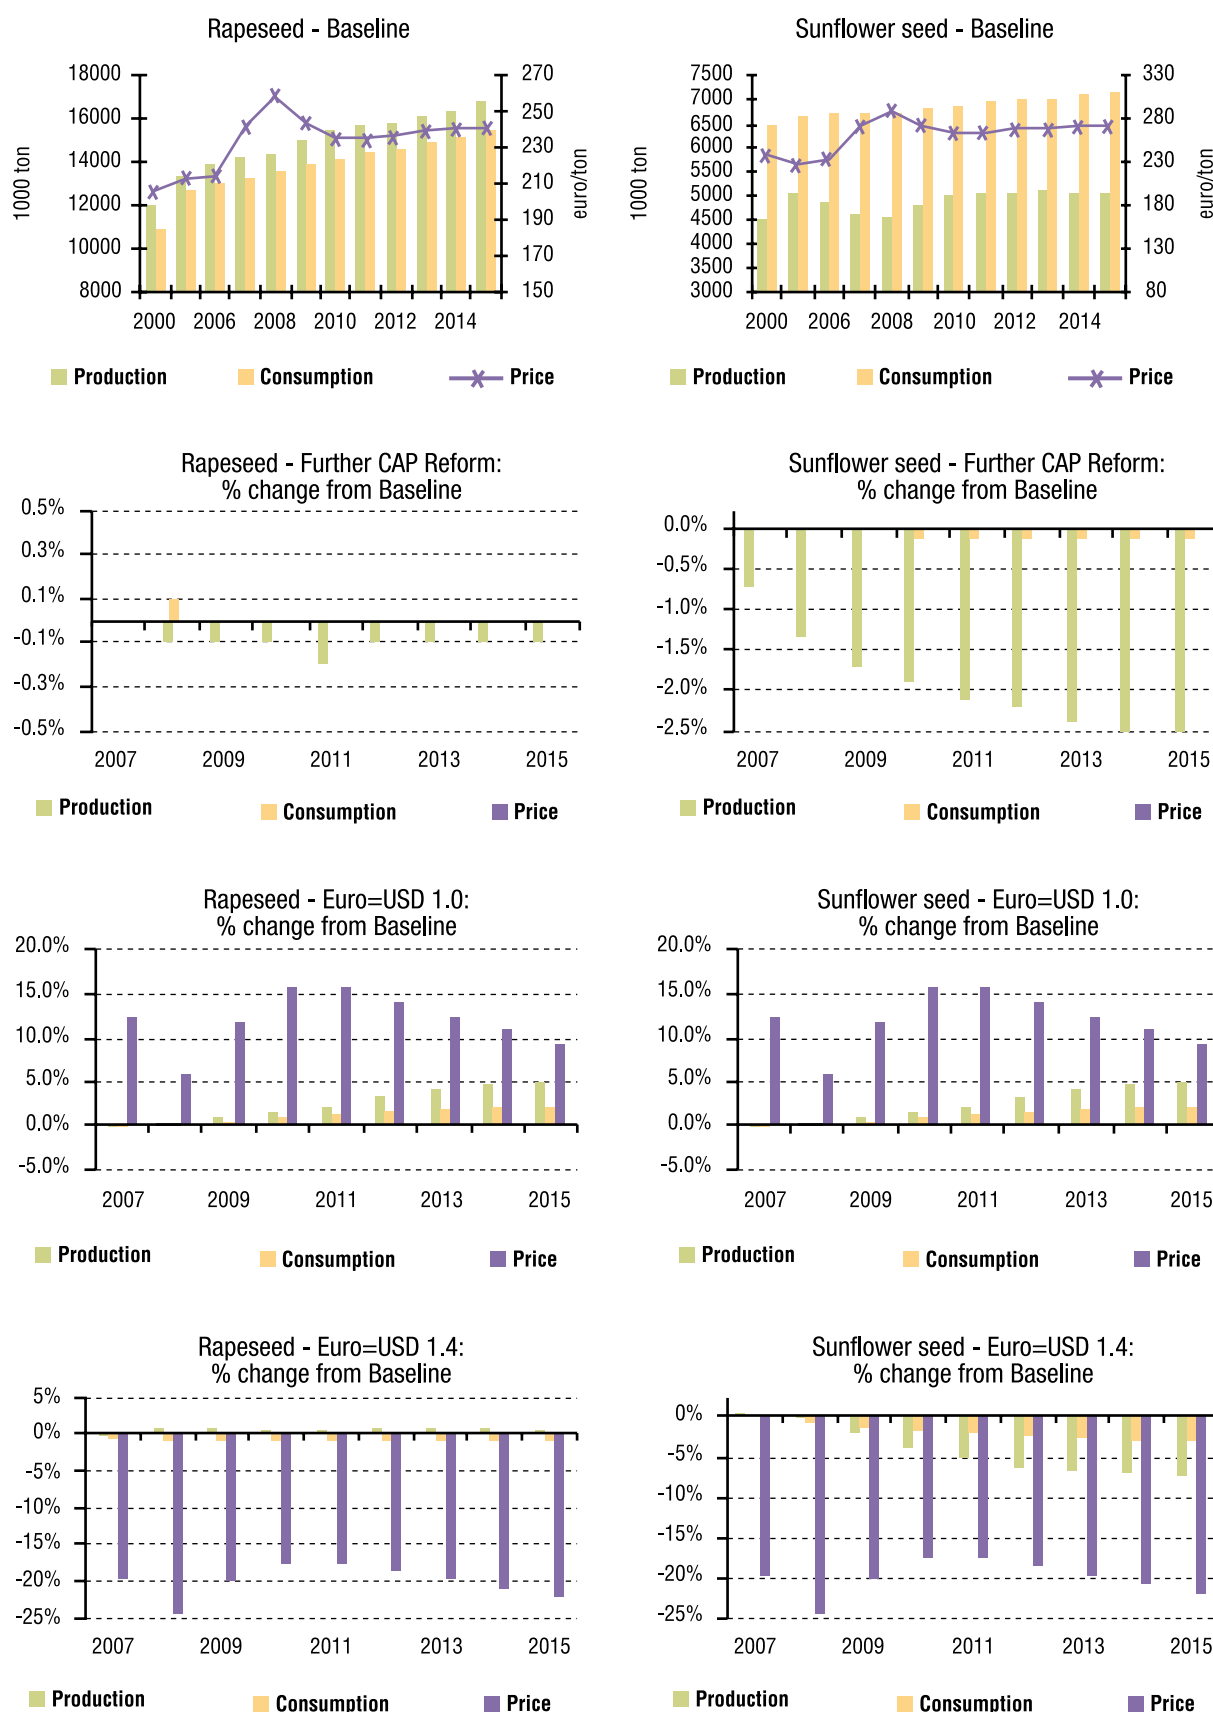 Rapeseed - Baseline
18000
16000
14000
12000
10000
8000
1000 ton
270
250
230
210
190
170
150
euro/ton
2000 2006 2008 2010 2012 2014
Production Consumption Price
Sunflower seed - Baseline
7500
7000
6500
6000
5500
5000
4500
4000
3500
3000
1000 ton
330
280
230
180
130
80
euro/ton
2000 2006 2008 2010 2012 2014
Production Consumption Price
Rapeseed - Further CAP Reform:
% change from Baseline
0.5%
0.3%
0.1%
-0.1%
-0.3%
-0.5%
2007 2009 2011 2013 2015
Production Consumption Price
Sunflower seed - Further CAP Reform:
% change from Baseline
0.0%
-0.5%
-1.0%
-1.5%
-2.0%
-2.5%
2007 2009 2011 2013 2015
Production Consumption Price
Rapeseed - Euro=USD 1.0:
% change from Baseline
20.0%
15.0%
10.0%
5.0%
0.0%
-5.0%
2007 2009 2011 2013 2015
Production Consumption Price
Sunflower seed - Euro=USD 1.0:
% change from Baseline
20.0%
15.0%
10.0%
5.0%
0.0%
-5.0%
2007 2009 2011 2013 2015
Production Consumption Price
Rapeseed - Euro=USD 1.4:
% change from Baseline
5%
0%
-5%
-10%
-15%
-20%
-25%
2007 2009 2011 2013 2015
Production Consumption Price
Sunflower seed - Euro=USD 1.4:
% change from Baseline
0%
-5%
-10%
-15%
-20%
-25%
2007 2009 2011 2013 2015
Production Consumption Price